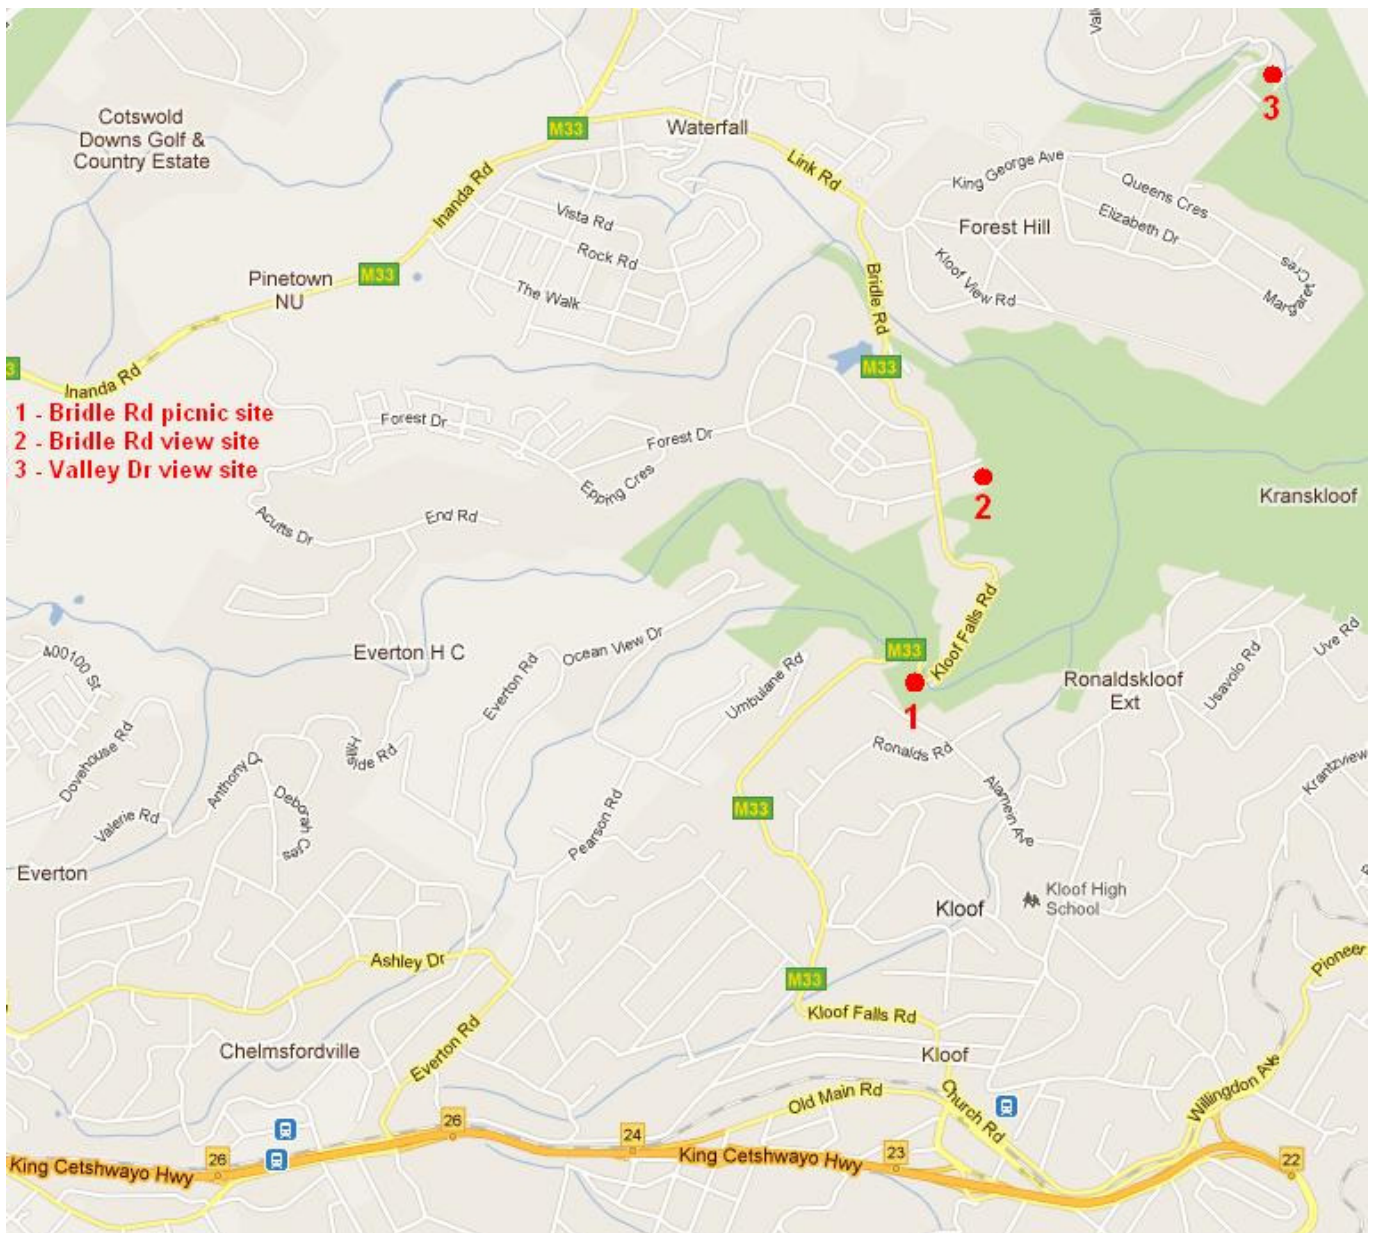 Vall
3
Cotswold
Downs Golf &
Country Estate
M33
Waterfall
Link Rd
Inanda Rd
King George Ave
Queens Cres
Elizabeth Dr
Forest Hill
Vista Rd
Rock Rd
The Walk
Kloof View Rd
Margaret Cres
Pinetown
NU
M33
Bridle Rd
M33
3
Inanda Rd
1 - Bridle Rd picnic site
2 - Bridle Rd view site
3 - Valley Dr view site
Forest Dr
Forest Dr
Epping Cres
2
Kranskloof
Acutts Dr
End Rd
Kloof Falls Rd
Everton H C
Ocean View Dr
Everton Rd
M33
Umbulane Rd
1
Ronaldskloof
Ext
Usavolo Rd
Uve Rd
400100 St
Dovehouse Rd
Ronalds Rd
Krantzview
Anthony
Valerie Rd
Deborah Cres
M33
Pearson Rd
Alamein Ave
Everton
Kloof High
School
Kloof
Ashley Dr
M33
Pioneer
Kloof Falls Rd
Chelmsfordville
Everton Rd
Kloof
Old Main Rd
Church Rd
Willingdon Ave
26
26
24
23
22
King Cetshwayo Hwy
King Cetshwayo Hwy